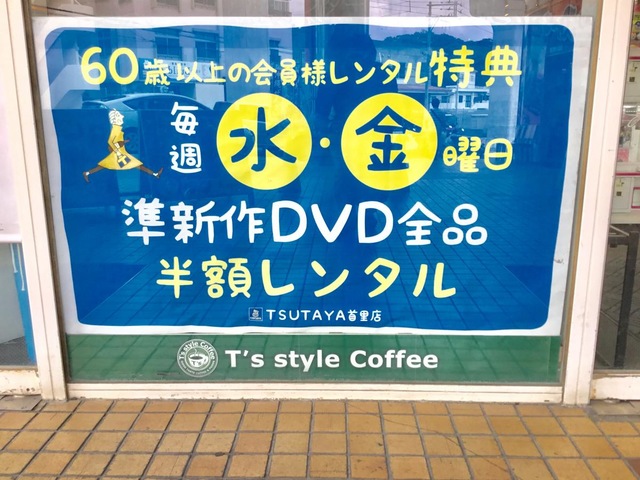 60歳以上の会員様レンタル特典
毎週 水・金曜日
準新作DVD全品
半額レンタル
TSUTAYA首里店
T's style Coffee
T's style Coffee